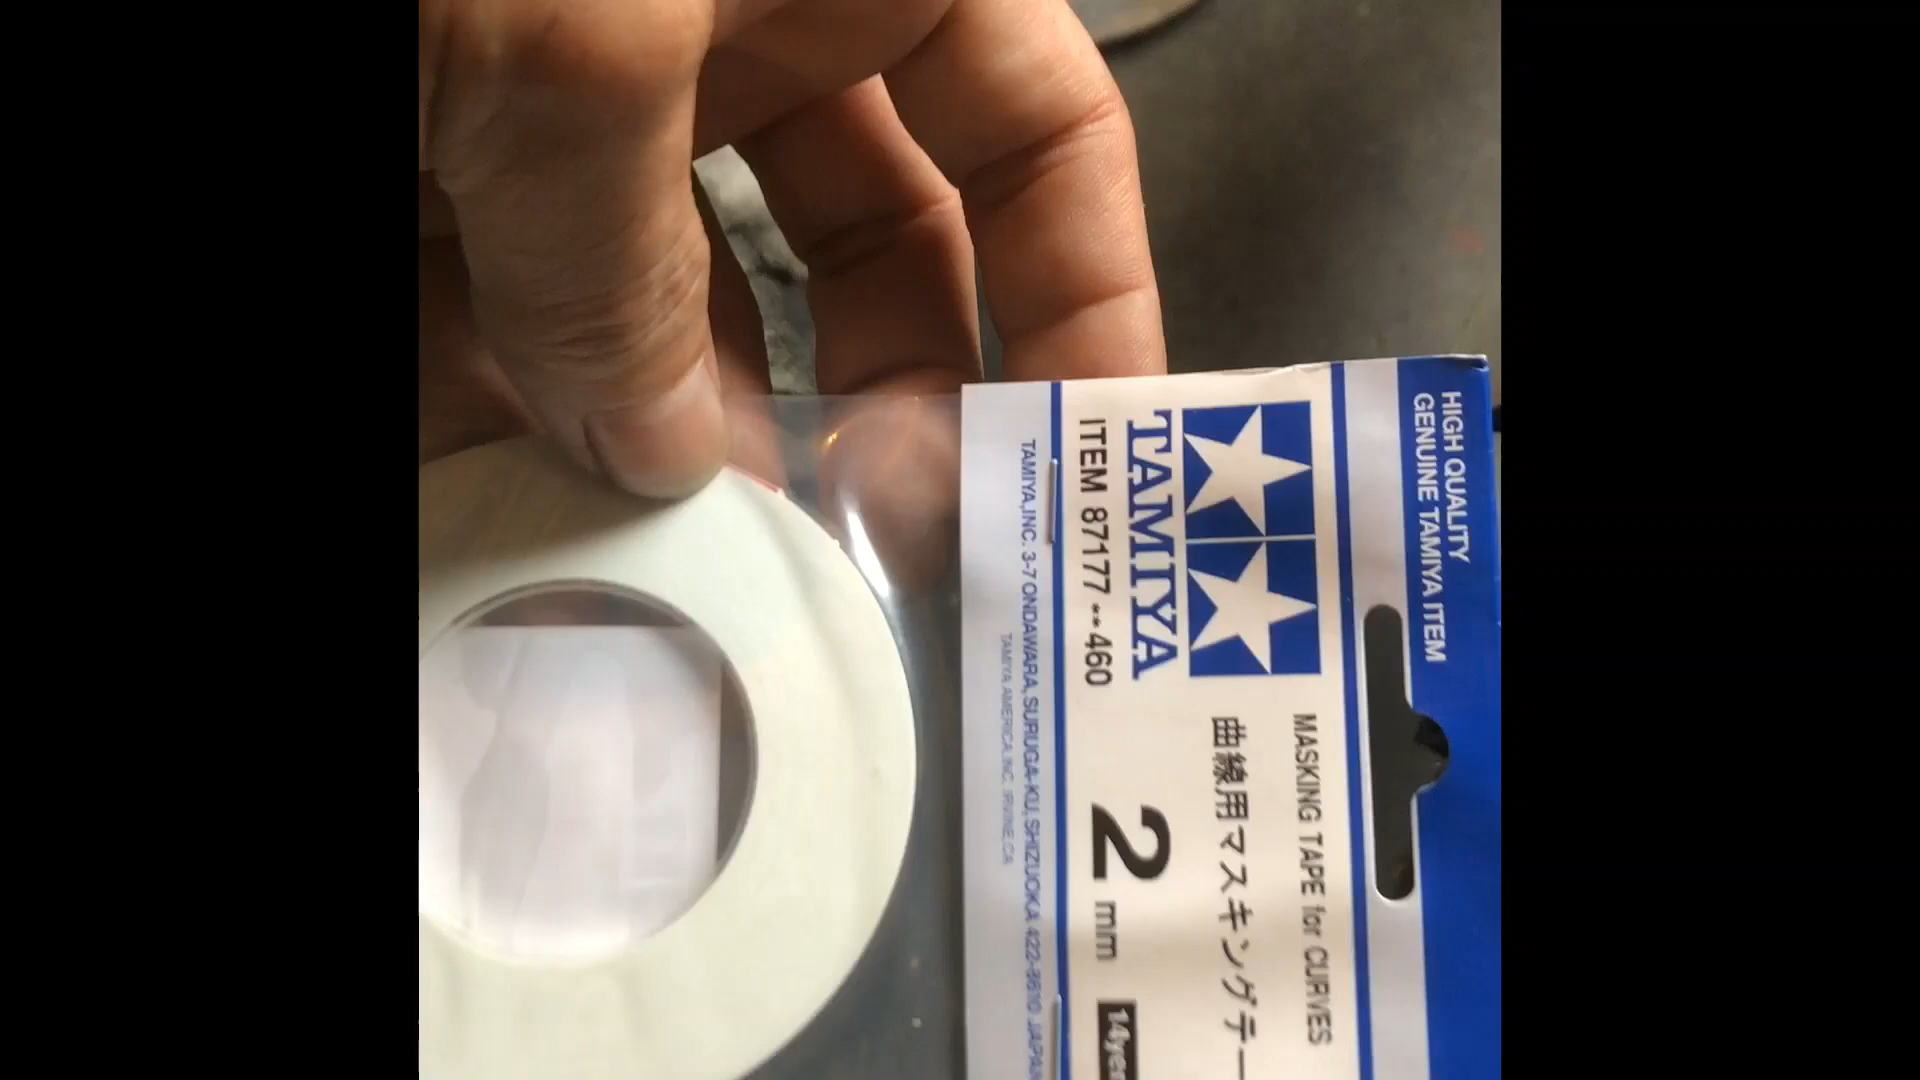 HIGH QUALITY
GENUINE TAMIYA ITEM
MASKING TAPE for CURVES
曲線用マスキングテー
TAMIYA
ITEM 87177**460
2 mm
TAMIYA,INC. 3-7 ONDAWARA, SURUGA-KU, SHIZUOKA 422-8610 JAPAN
TAMIYA AMERICA, INC. IRVINE, CA